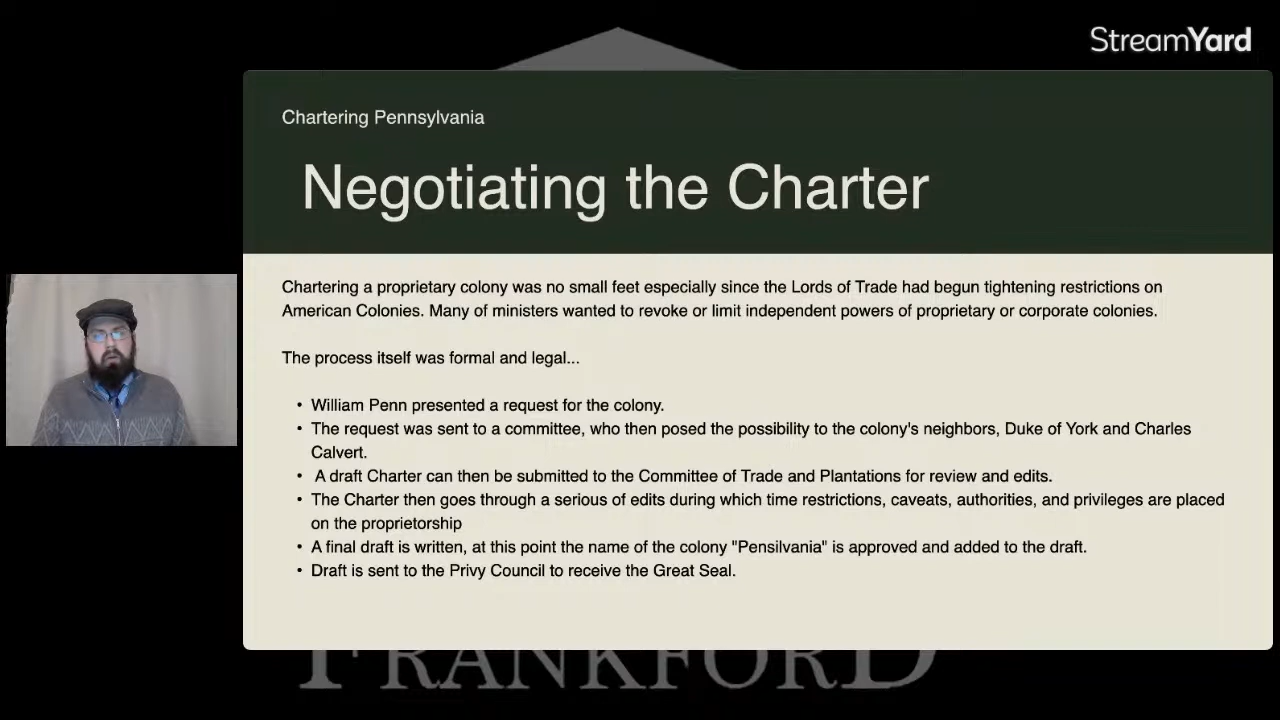 StreamYard
Chartering Pennsylvania
Negotiating the Charter
Chartering a proprietary colony was no small feet especially since the Lords of Trade had begun tightening restrictions on
American Colonies. Many of ministers wanted to revoke or limit independent powers of proprietary or corporate colonies.
The process itself was formal and legal...
• William Penn presented a request for the colony.
• The request was sent to a committee, who then posed the possibility to the colony's neighbors, Duke of York and Charles
Calvert.
• A draft Charter can then be submitted to the Committee of Trade and Plantations for review and edits.
• The Charter then goes through a serious of edits during which time restrictions, caveats, authorities, and privileges are placed
on the proprietorship
• A final draft is written, at this point the name of the colony "Pensilvania" is approved and added to the draft.
• Draft is sent to the Privy Council to receive the Great Seal.
FRANKFORD